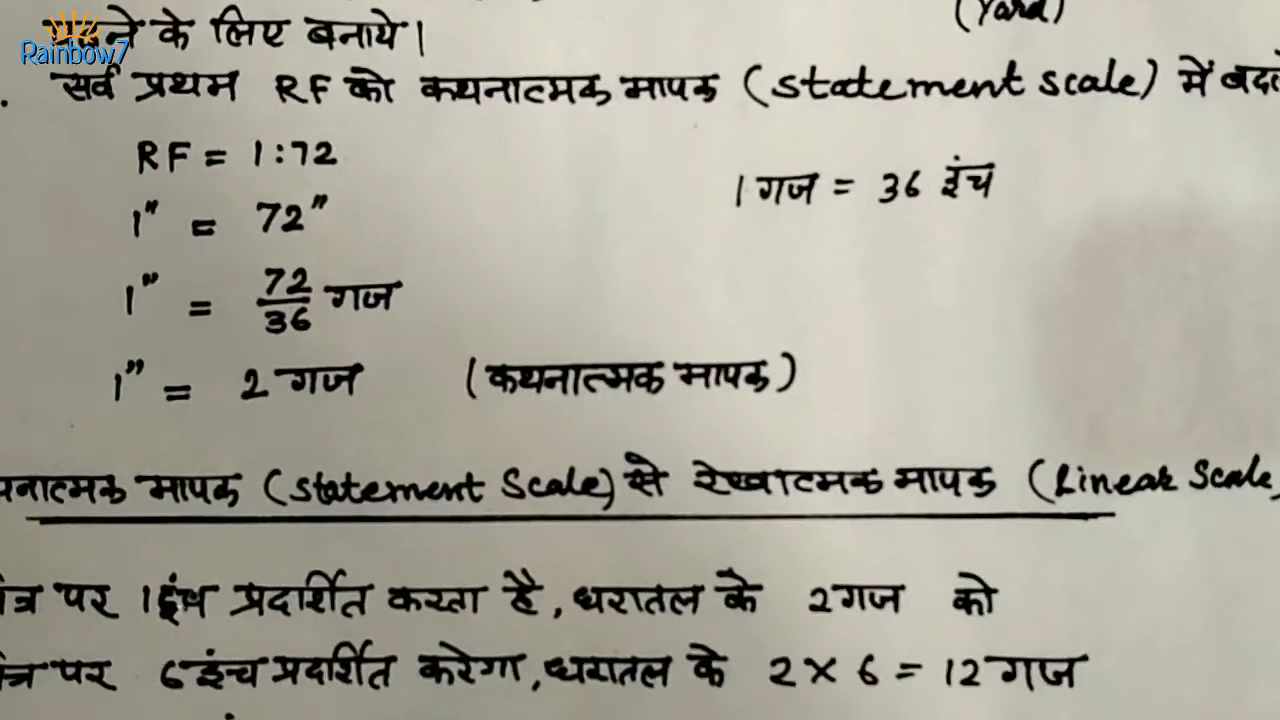 (Yard)
के लिए बनाये।
Rainbow7
. सर्व प्रथम RF को कथनात्मक मापक (Statement Scale) में
RF = 1:72
1 गज = 36 इंच
1" = 72"
1" = 72/36 गज
1" = 2 गज (कथनात्मक मापक)
मापक (Statement Scale) से रेखात्मक मापक (Linear Scale
पर 1 इंच प्रदर्शित करता है, धरातल के 2 गज को
पर 6 इंच प्रदर्शित करेगा, धरातल के 2 × 6 = 12 गज